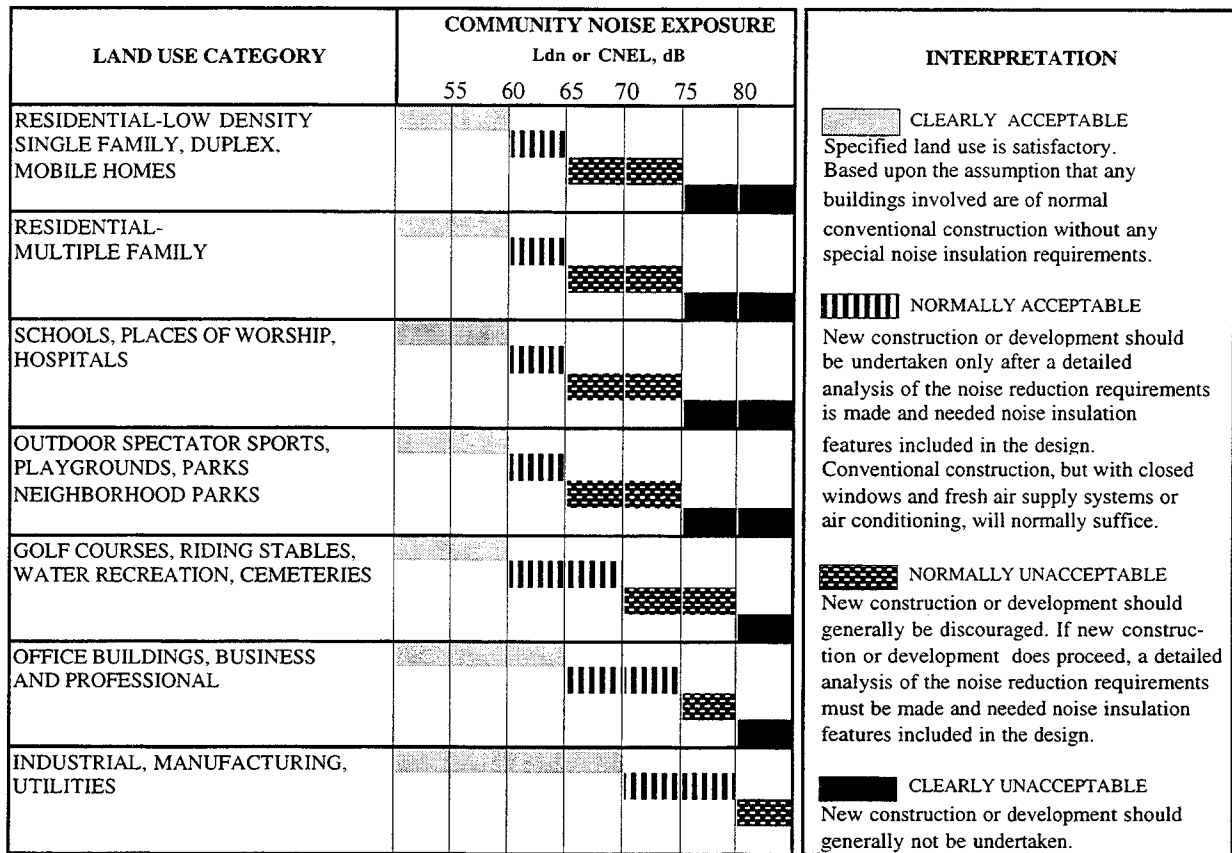 LAND USE CATEGORY
COMMUNITY NOISE EXPOSURE
Ldn or CNEL, dB
55 60 65 70 75 80
RESIDENTIAL-LOW DENSITY
SINGLE FAMILY, DUPLEX,
MOBILE HOMES
RESIDENTIAL-
MULTIPLE FAMILY
SCHOOLS, PLACES OF WORSHIP,
HOSPITALS
OUTDOOR SPECTATOR SPORTS,
PLAYGROUNDS, PARKS
NEIGHBORHOOD PARKS
GOLF COURSES, RIDING STABLES,
WATER RECREATION, CEMETERIES
OFFICE BUILDINGS, BUSINESS
AND PROFESSIONAL
INDUSTRIAL, MANUFACTURING,
UTILITIES
INTERPRETATION
CLEARLY ACCEPTABLE
Specified land use is satisfactory.
Based upon the assumption that any
buildings involved are of normal
conventional construction without any
special noise insulation requirements.
NORMALLY ACCEPTABLE
New construction or development should
be undertaken only after a detailed
analysis of the noise reduction requirements
is made and needed noise insulation
features included in the design.
Conventional construction, but with closed
windows and fresh air supply systems or
air conditioning, will normally suffice.
NORMALLY UNACCEPTABLE
New construction or development should
generally be discouraged. If new construc-
tion or development does proceed, a detailed
analysis of the noise reduction requirements
must be made and needed noise insulation
features included in the design.
CLEARLY UNACCEPTABLE
New construction or development should
generally not be undertaken.